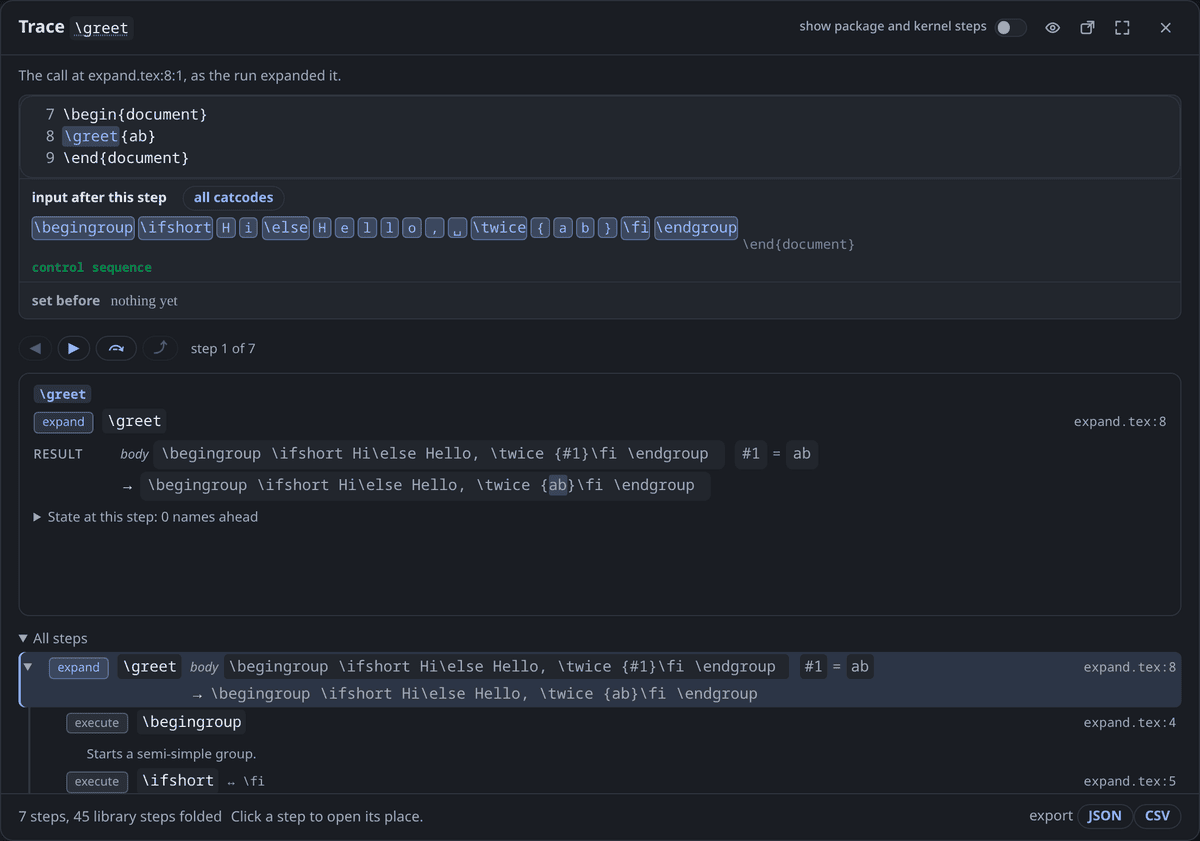 Trace \greet show package and kernel steps
The call at expand.tex:8:1, as the run expanded it.
7 \begin{document}
8 \greet{ab}
9 \end{document}
input after this step all catcodes
\begingroup \ifshort H i \else H e l l o , ␣ \twice { a b } \fi \endgroup \end{document}
control sequence
set before nothing yet
step 1 of 7
\greet
expand \greet expand.tex:8
RESULT body \begingroup \ifshort Hi\else Hello, \twice {#1}\fi \endgroup #1 = ab
→ \begingroup \ifshort Hi\else Hello, \twice {ab}\fi \endgroup
▶ State at this step: 0 names ahead
▼ All steps
▼ expand \greet body \begingroup \ifshort Hi\else Hello, \twice {#1}\fi \endgroup #1 = ab expand.tex:8
→ \begingroup \ifshort Hi\else Hello, \twice {ab}\fi \endgroup
execute \begingroup expand.tex:4
Starts a semi-simple group.
execute \ifshort ↔ \fi expand.tex:5
7 steps, 45 library steps folded Click a step to open its place. export JSON CSV